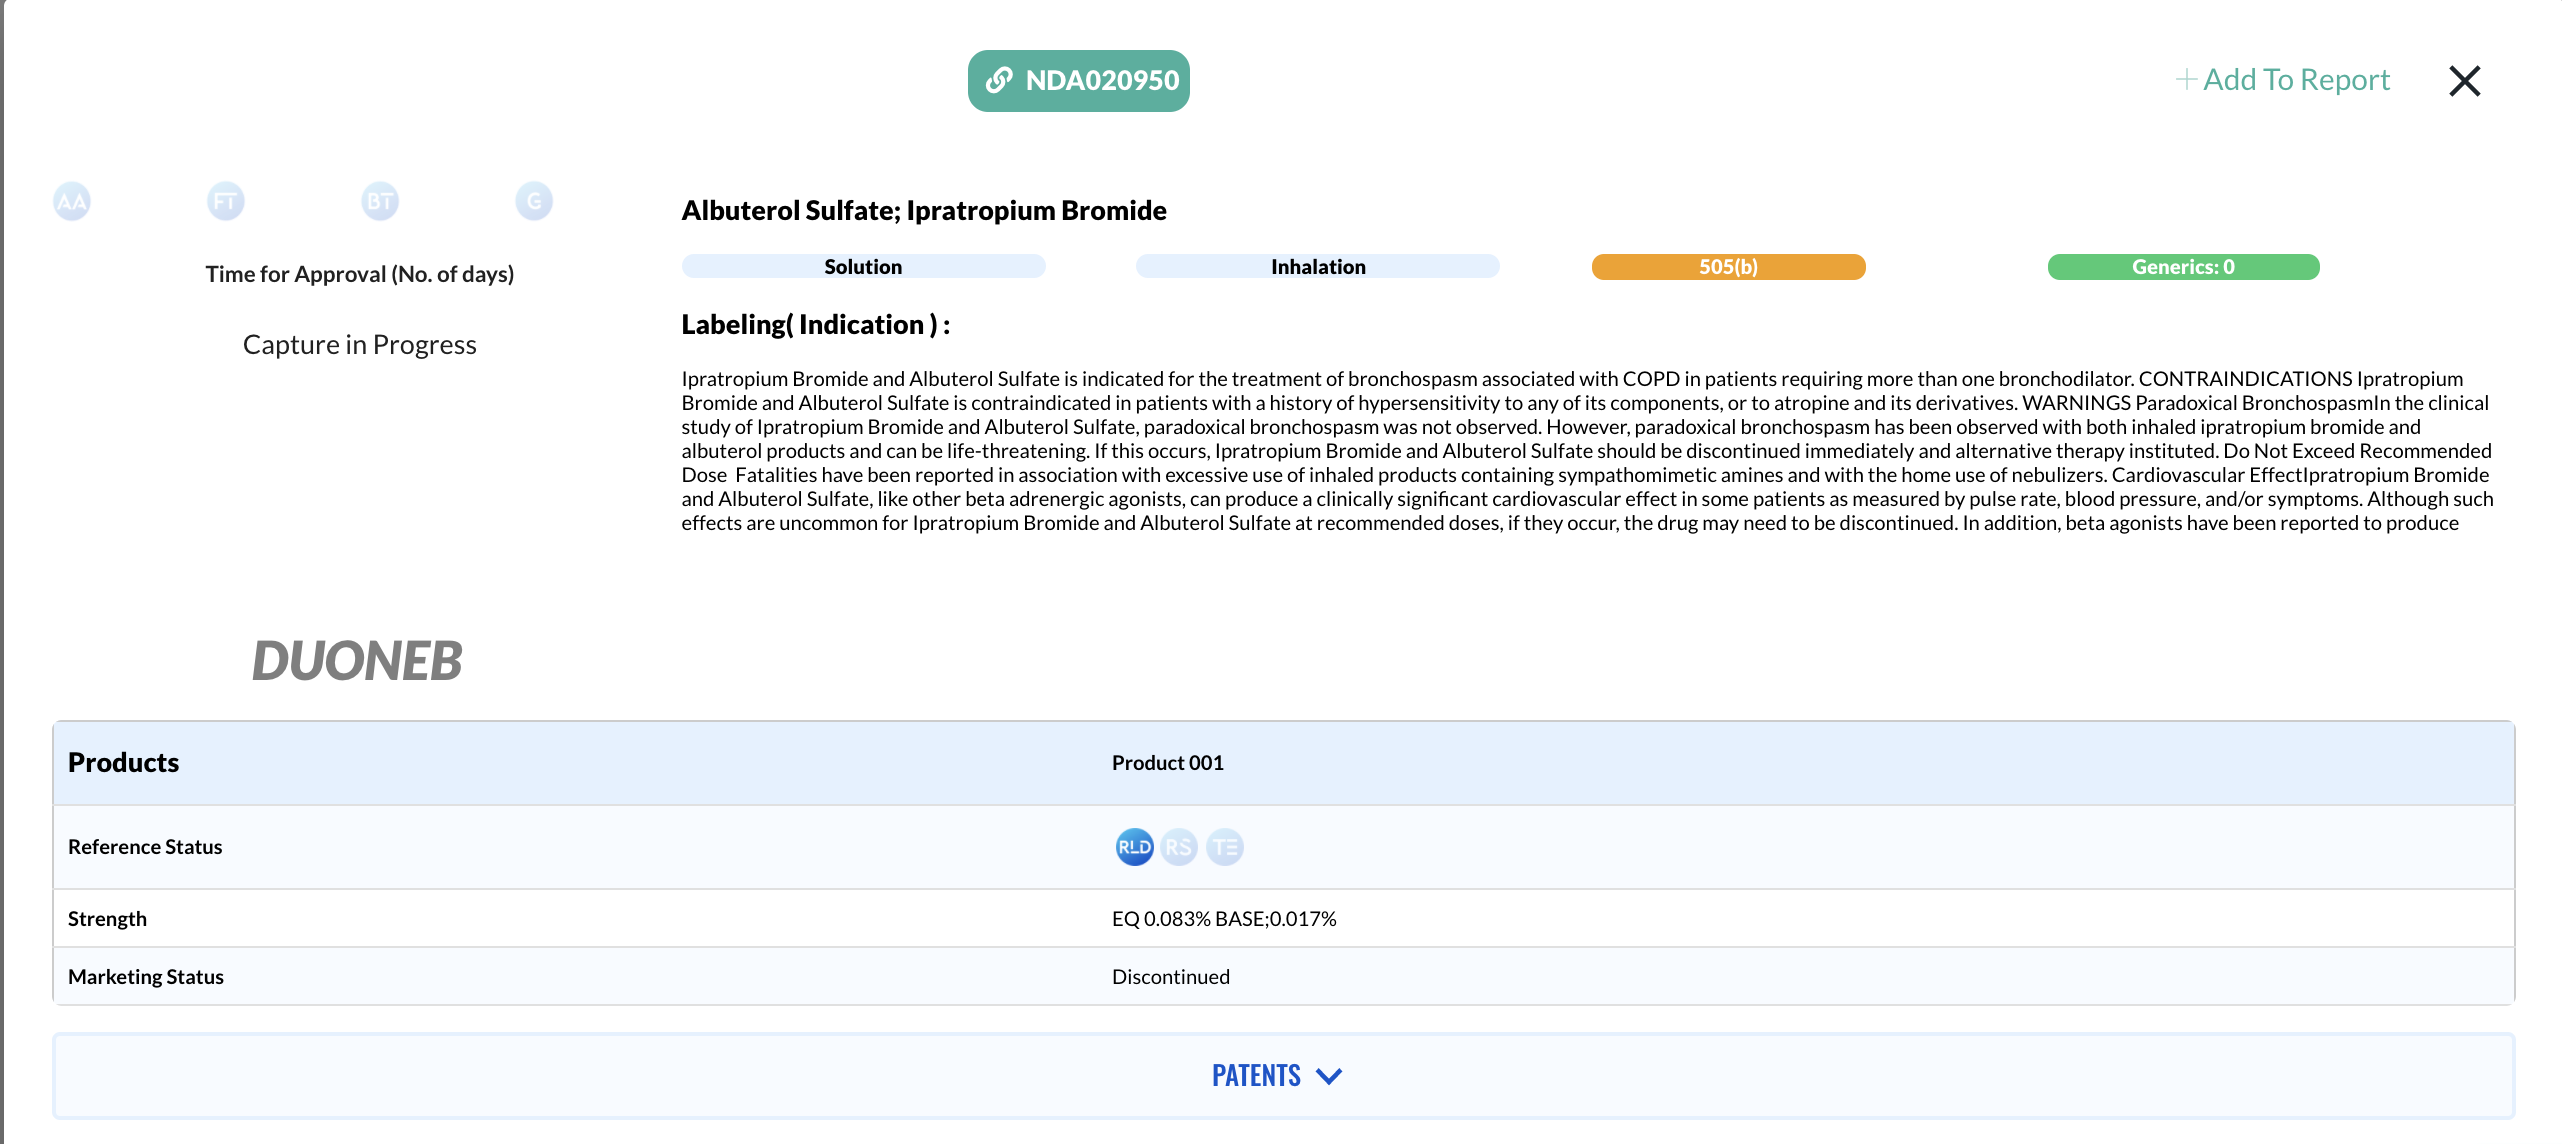 NDA020950
+ Add To Report
AA FT BT G
Time for Approval (No. of days)
Capture in Progress
Albuterol Sulfate; Ipratropium Bromide
Solution Inhalation 505(b) Generics: 0
Labeling( Indication ) :
Ipratropium Bromide and Albuterol Sulfate is indicated for the treatment of bronchospasm associated with COPD in patients requiring more than one bronchodilator. CONTRAINDICATIONS Ipratropium
Bromide and Albuterol Sulfate is contraindicated in patients with a history of hypersensitivity to any of its components, or to atropine and its derivatives. WARNINGS Paradoxical BronchospasmIn the clinical
study of Ipratropium Bromide and Albuterol Sulfate, paradoxical bronchospasm was not observed. However, paradoxical bronchospasm has been observed with both inhaled ipratropium bromide and
albuterol products and can be life-threatening. If this occurs, Ipratropium Bromide and Albuterol Sulfate should be discontinued immediately and alternative therapy instituted. Do Not Exceed Recommended
Dose  Fatalities have been reported in association with excessive use of inhaled products containing sympathomimetic amines and with the home use of nebulizers. Cardiovascular EffectIpratropium Bromide
and Albuterol Sulfate, like other beta adrenergic agonists, can produce a clinically significant cardiovascular effect in some patients as measured by pulse rate, blood pressure, and/or symptoms. Although such
effects are uncommon for Ipratropium Bromide and Albuterol Sulfate at recommended doses, if they occur, the drug may need to be discontinued. In addition, beta agonists have been reported to produce
DUONEB
Products Product 001
Reference Status RLD RS TE
Strength EQ 0.083% BASE;0.017%
Marketing Status Discontinued
PATENTS